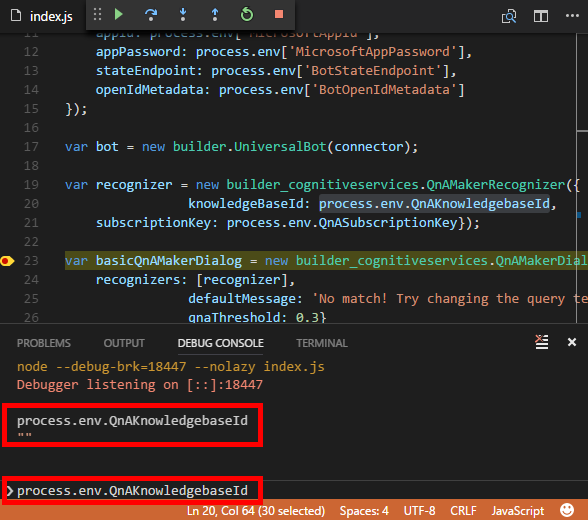 index.js
11 appId: process.env['MicrosoftAppId'],
12 appPassword: process.env['MicrosoftAppPassword'],
13 stateEndpoint: process.env['BotStateEndpoint'],
14 openIdMetadata: process.env['BotOpenIdMetadata']
15 });
16
17 var bot = new builder.UniversalBot(connector);
18
19 var recognizer = new builder_cognitiveservices.QnAMakerRecognizer({
20 knowledgeBaseId: process.env.QnAKnowledgebaseId,
21 subscriptionKey: process.env.QnASubscriptionKey});
22
23 var basicQnAMakerDialog = new builder_cognitiveservices.QnAMakerDial
24 recognizers: [recognizer],
25 defaultMessage: 'No match! Try changing the query te
26 qnaThreshold: 0.3}
PROBLEMS OUTPUT DEBUG CONSOLE TERMINAL
node --debug-brk=18447 --nolazy index.js
Debugger listening on [::]:18447
process.env.QnAKnowledgebaseId
""
process.env.QnAKnowledgebaseId
Ln 20, Col 64 (30 selected) Spaces: 4 UTF-8 CRLF JavaScript